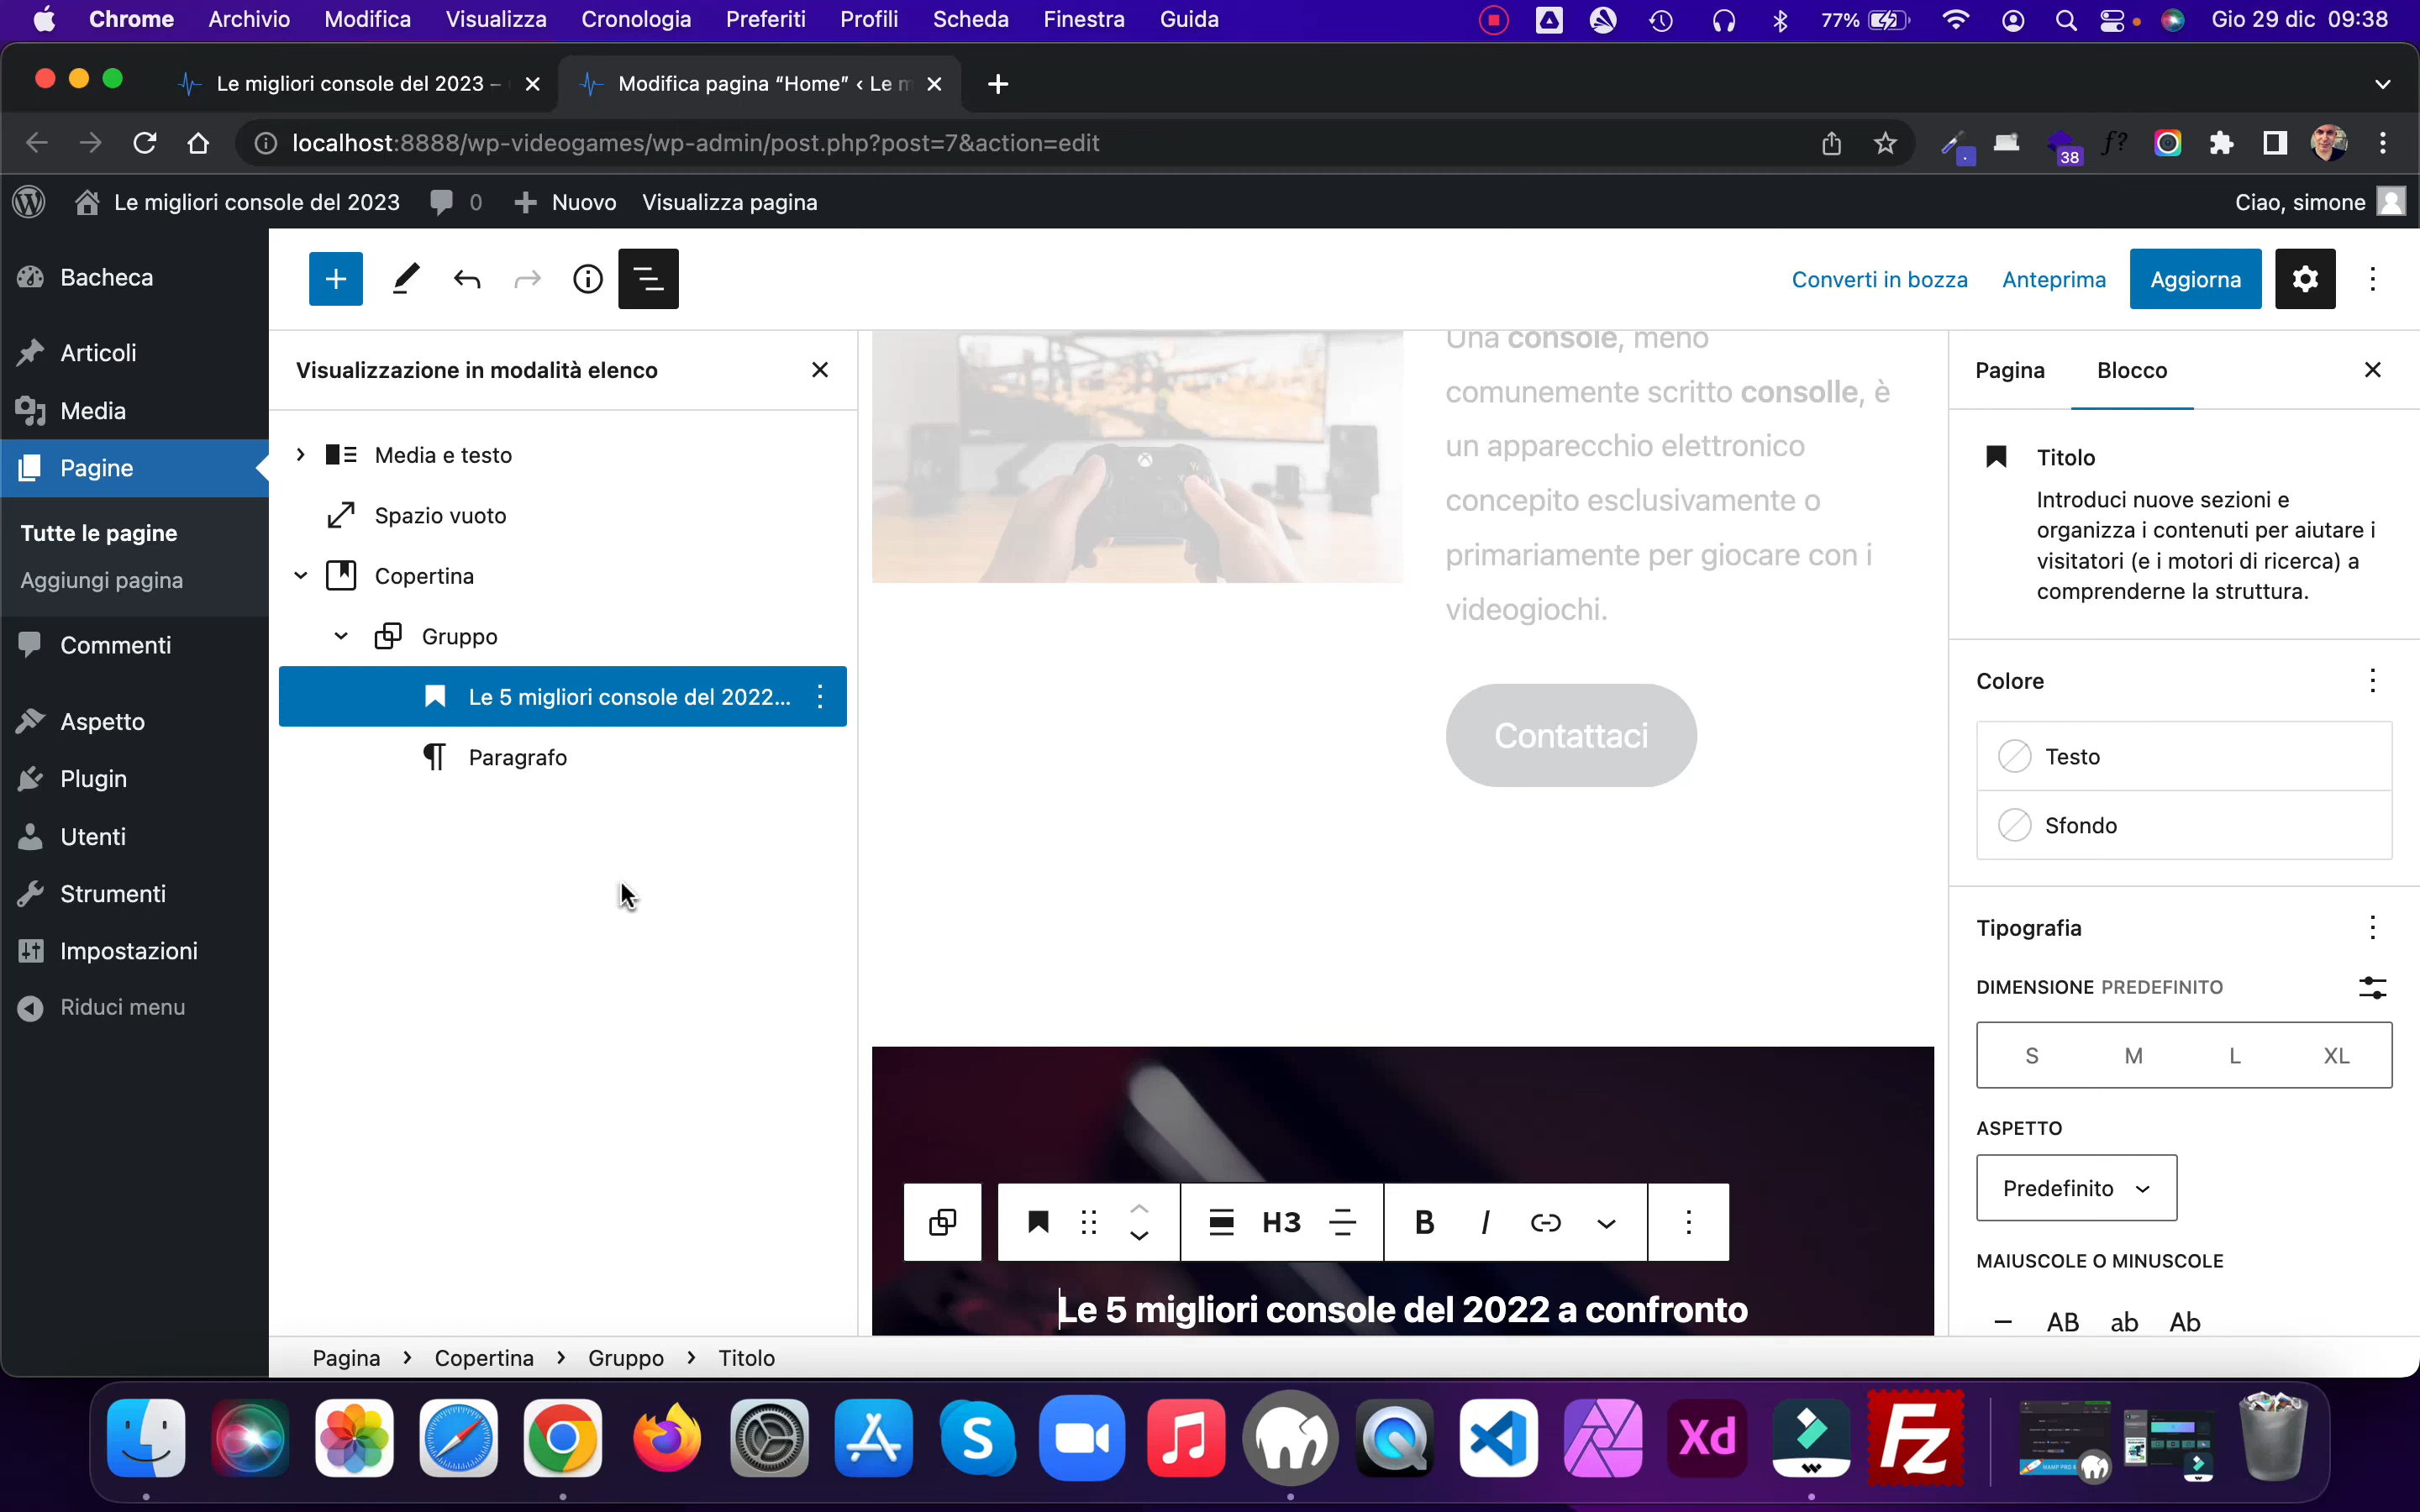 Chrome Archivio Modifica Visualizza Cronologia Preferiti Profili Scheda Finestra Guida 77% Gio 29 dic 09:38
Le migliori console del 2023 –
Modifica pagina “Home” ‹ Le m
localhost:8888/wp-videogames/wp-admin/post.php?post=7&action=edit
f?
38
Le migliori console del 2023 0 Nuovo Visualizza pagina
Ciao, simone
Bacheca
Articoli
Media
Pagine
Tutte le pagine
Aggiungi pagina
Commenti
Aspetto
Plugin
Utenti
Strumenti
Impostazioni
Riduci menu
Converti in bozza Anteprima Aggiorna
Visualizzazione in modalità elenco
Media e testo
Spazio vuoto
Copertina
Gruppo
Le 5 migliori console del 2022...
Paragrafo
Una console, meno
comunemente scritto consolle, è
un apparecchio elettronico
concepito esclusivamente o
primariamente per giocare con i
videogiochi.
Contattaci
H3 B I
Le 5 migliori console del 2022 a confronto
Pagina Blocco
Titolo
Introduci nuove sezioni e
organizza i contenuti per aiutare i
visitatori (e i motori di ricerca) a
comprenderne la struttura.
Colore
Testo
Sfondo
Tipografia
DIMENSIONE PREDEFINITO
S M L XL
ASPETTO
Predefinito
MAIUSCOLE O MINUSCOLE
– AB ab Ab
Pagina › Copertina › Gruppo › Titolo
S
Xd
Fz